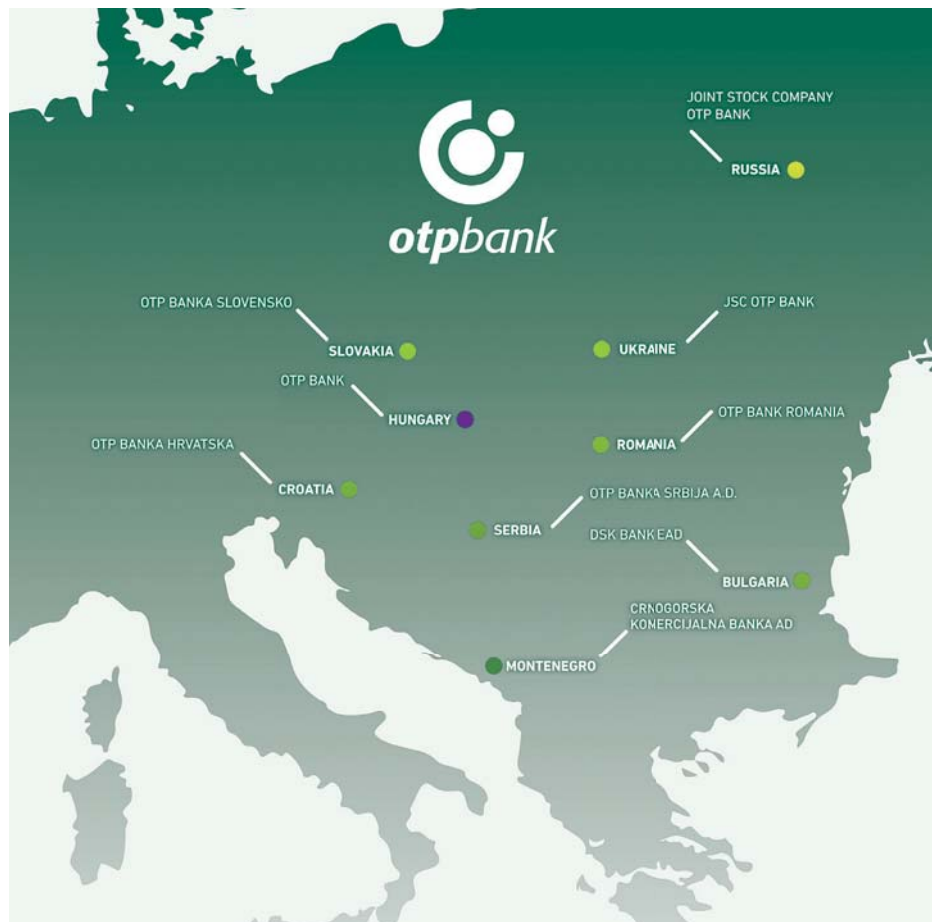 JOINT STOCK COMPANY
OTP BANK
RUSSIA
otpbank
OTP BANKA SLOVENSKO
SLOVAKIA
JSC OTP BANK
UKRAINE
OTP BANK
HUNGARY
OTP BANK ROMANIA
ROMANIA
OTP BANKA HRVATSKA
CROATIA
OTP BANKA SRBIJA A.D.
SERBIA
DSK BANK EAD
BULGARIA
CRNOGORSKA
KOMERCIJALNA BANKA AD
MONTENEGRO